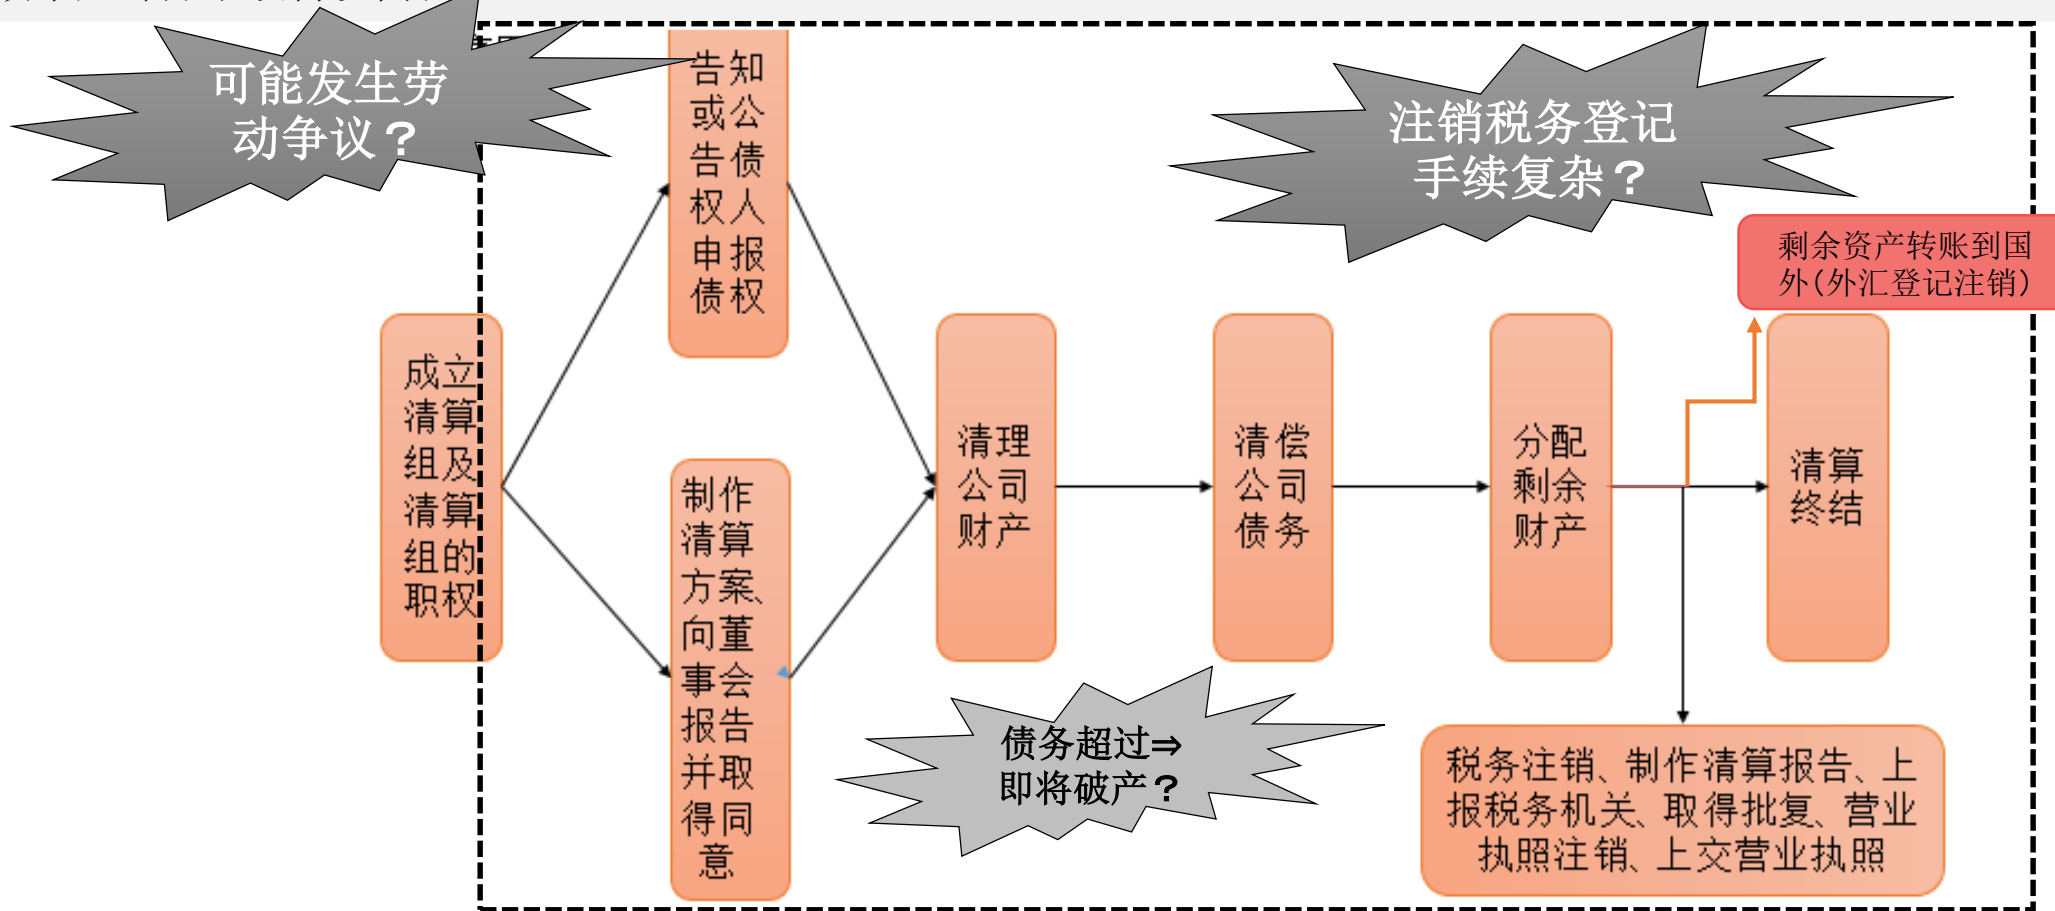 可能发生劳
动争议？
告知
或公
告债
权人
申报
债权
注销税务登记
手续复杂？
剩余资产转账到国
外(外汇登记注销)
成立
清算
组及
清算
组的
职权
制作
清算
方案、
向董
事会
报告
并取
得同
意
清理
公司
财产
清偿
公司
债务
分配
剩余
财产
清算
终结
债务超过⇒
即将破产？
税务注销、制作清算报告、上
报税务机关、取得批复、营业
执照注销、上交营业执照